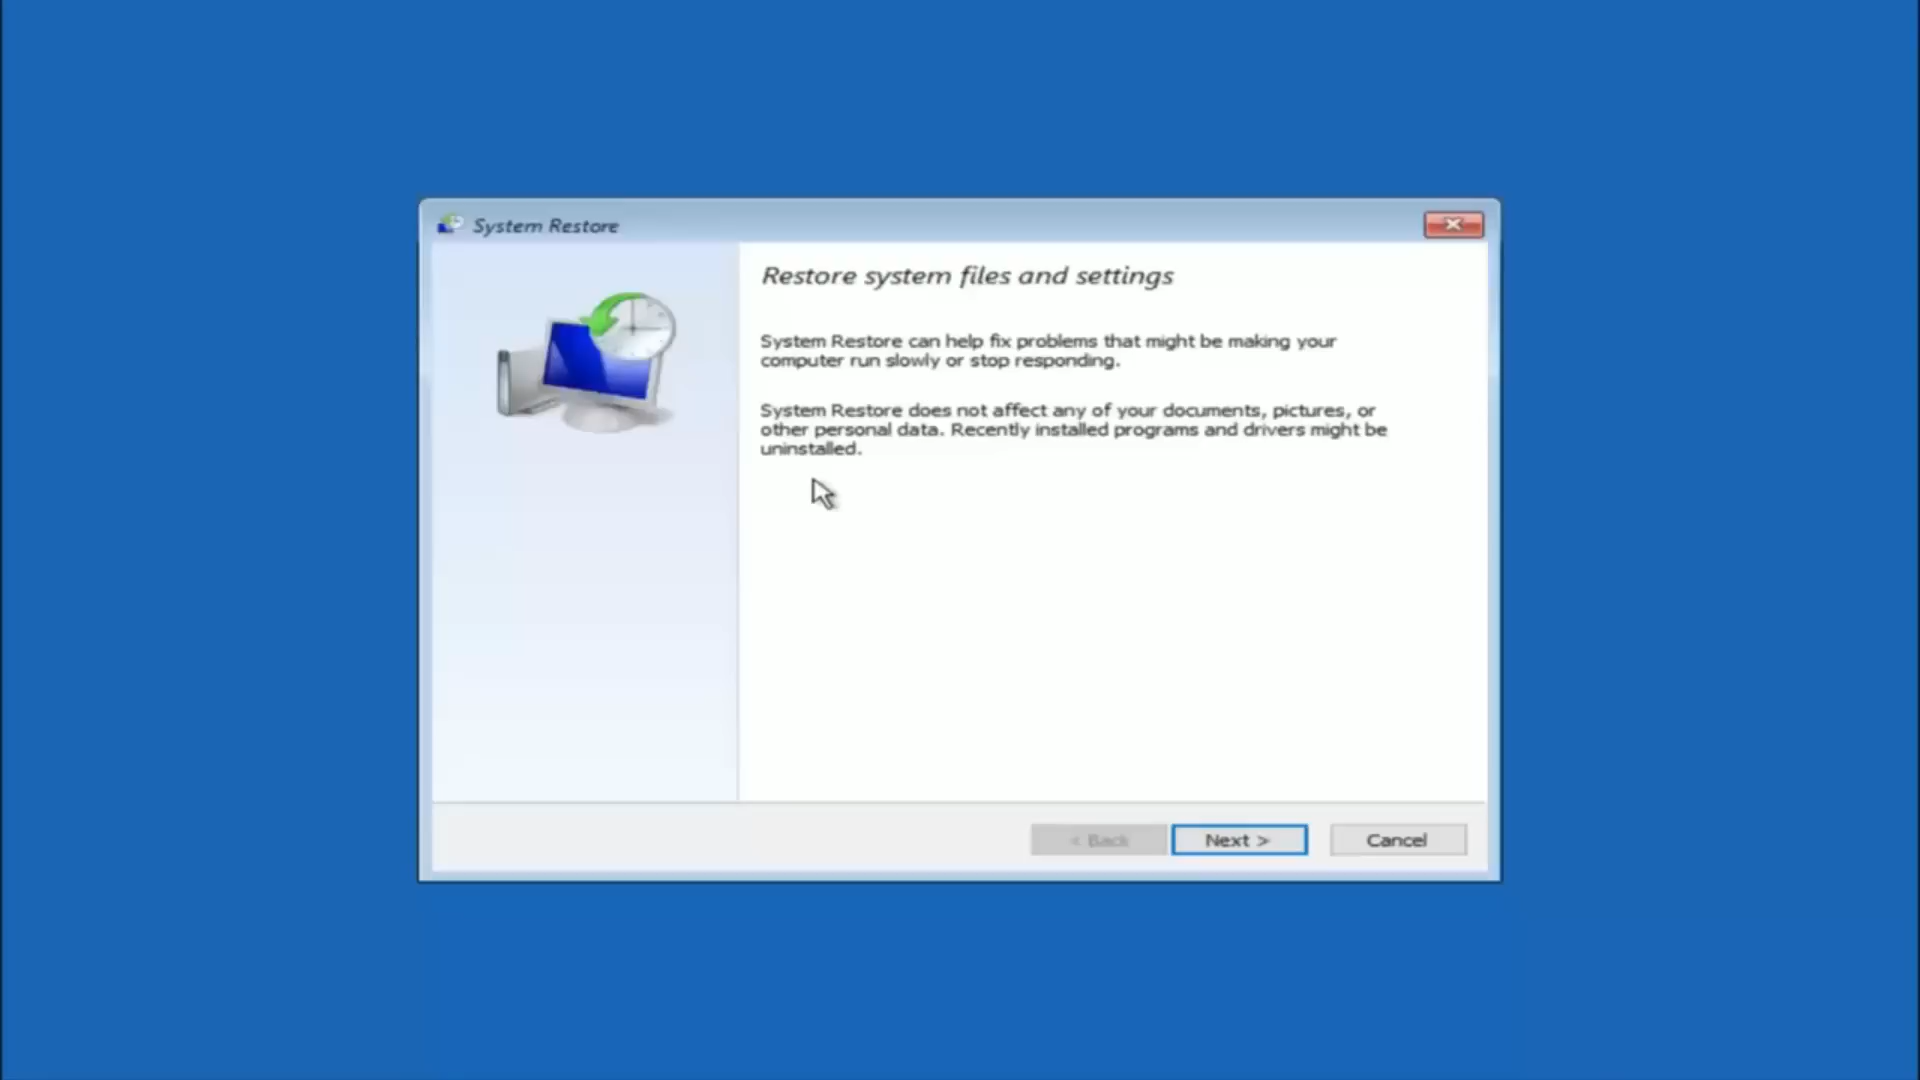 System Restore
Restore system files and settings
System Restore can help fix problems that might be making your
computer run slowly or stop responding.
System Restore does not affect any of your documents, pictures, or
other personal data. Recently installed programs and drivers might be
uninstalled.
< Back
Next >
Cancel